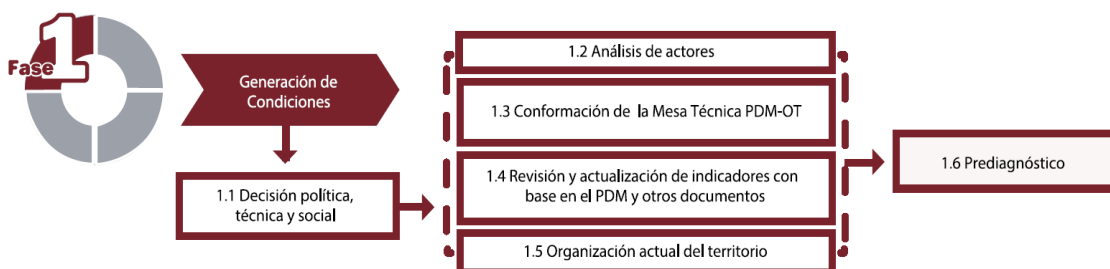 Fase 1
Generación de
Condiciones
1.1 Decisión política,
técnica y social
1.2 Análisis de actores
1.3 Conformación de la Mesa Técnica PDM-OT
1.4 Revisión y actualización de indicadores con
base en el PDM y otros documentos
1.5 Organización actual del territorio
1.6 Prediagnóstico